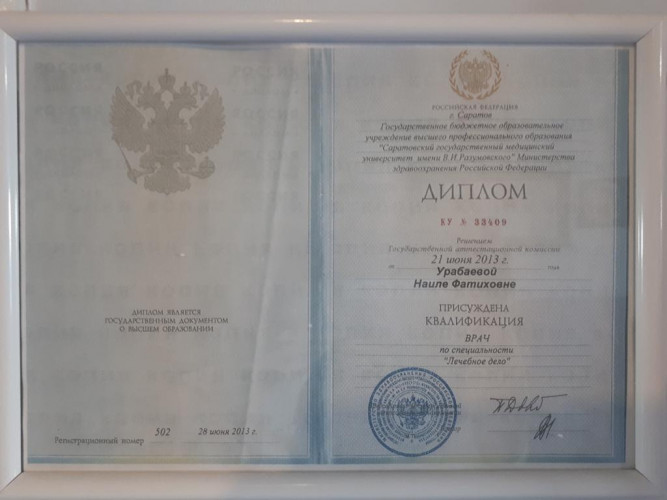 ДИПЛОМ ЯВЛЯЕТСЯ
ГОСУДАРСТВЕННЫМ ДОКУМЕНТОМ
О ВЫСШЕМ ОБРАЗОВАНИИ
Регистрационный номер 502 28 июня 2013 г.
РОССИЙСКАЯ ФЕДЕРАЦИЯ
г. Саратов
Государственное бюджетное образовательное
учреждение высшего профессионального образования
"Саратовский государственный медицинский
университет имени В.И.Разумовского" Министерства
здравоохранения Российской Федерации
ДИПЛОМ
КУ № 33409
Решением
Государственной аттестационной комиссии
от 21 июня 2013 г. года
Урабаевой
Наиле Фатиховне
ПРИСУЖДЕНА
КВАЛИФИКАЦИЯ
ВРАЧ
по специальности
"Лечебное дело"